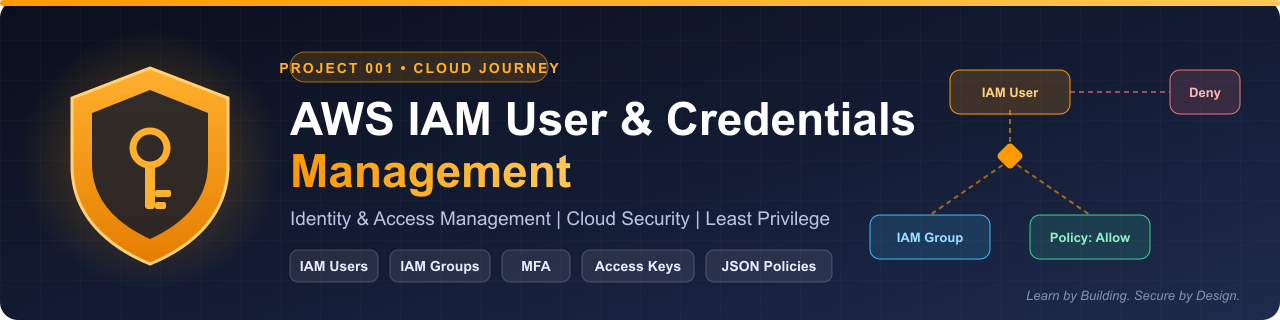 PROJECT 001 • CLOUD JOURNEY
AWS IAM User & Credentials
Management
Identity & Access Management | Cloud Security | Least Privilege
IAM Users
IAM Groups
MFA
Access Keys
JSON Policies
IAM User
Deny
IAM Group
Policy: Allow
Learn by Building. Secure by Design.